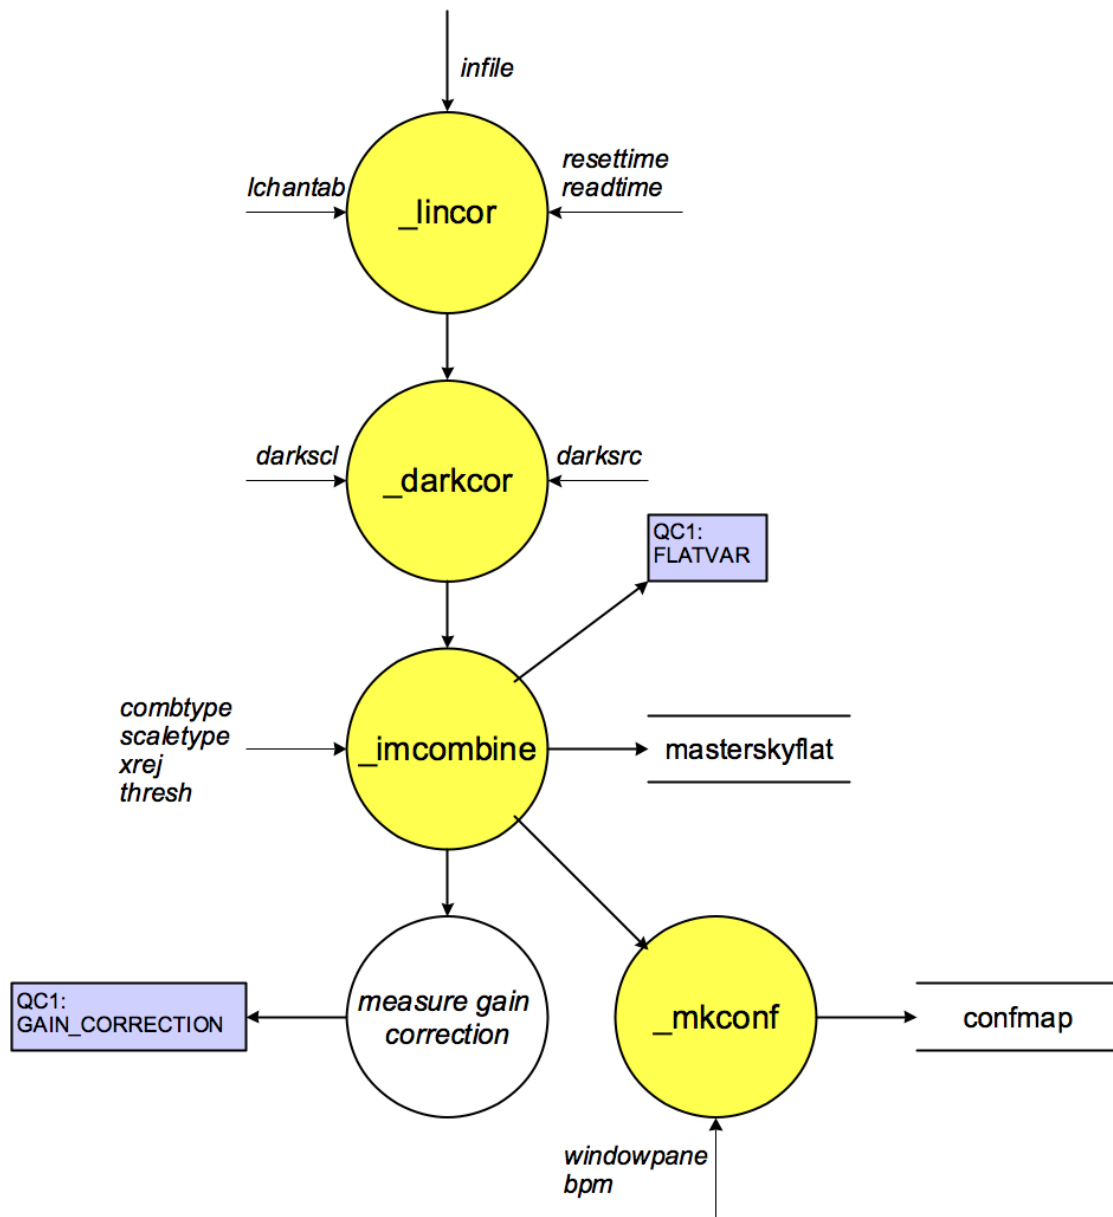 infile
resettime
readtime
lchantab
_lincor
darkscl
darksrc
_darkcor
QC1:
FLATVAR
combtype
scaletype
xrej
thresh
_imcombine
masterskyflat
QC1:
GAIN_CORRECTION
measure gain
correction
_mkconf
confmap
windowpane
bpm